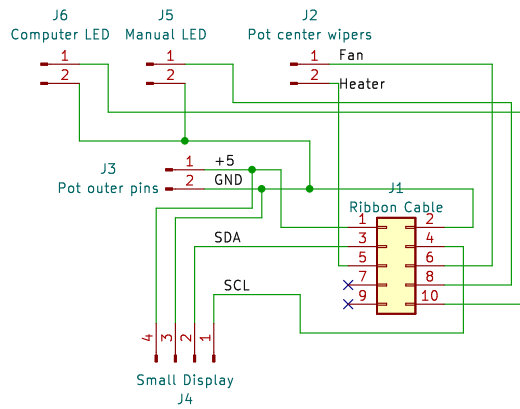 J6
Computer LED
1
2
J5
Manual LED
1
2
J2
Pot center wipers
1
2
Fan
Heater
J3
Pot outer pins
1
2
+5
GND
J1
Ribbon Cable
1 2
3 4
5 6
7 8
9 10
SDA
SCL
4 3 2 1
Small Display
J4